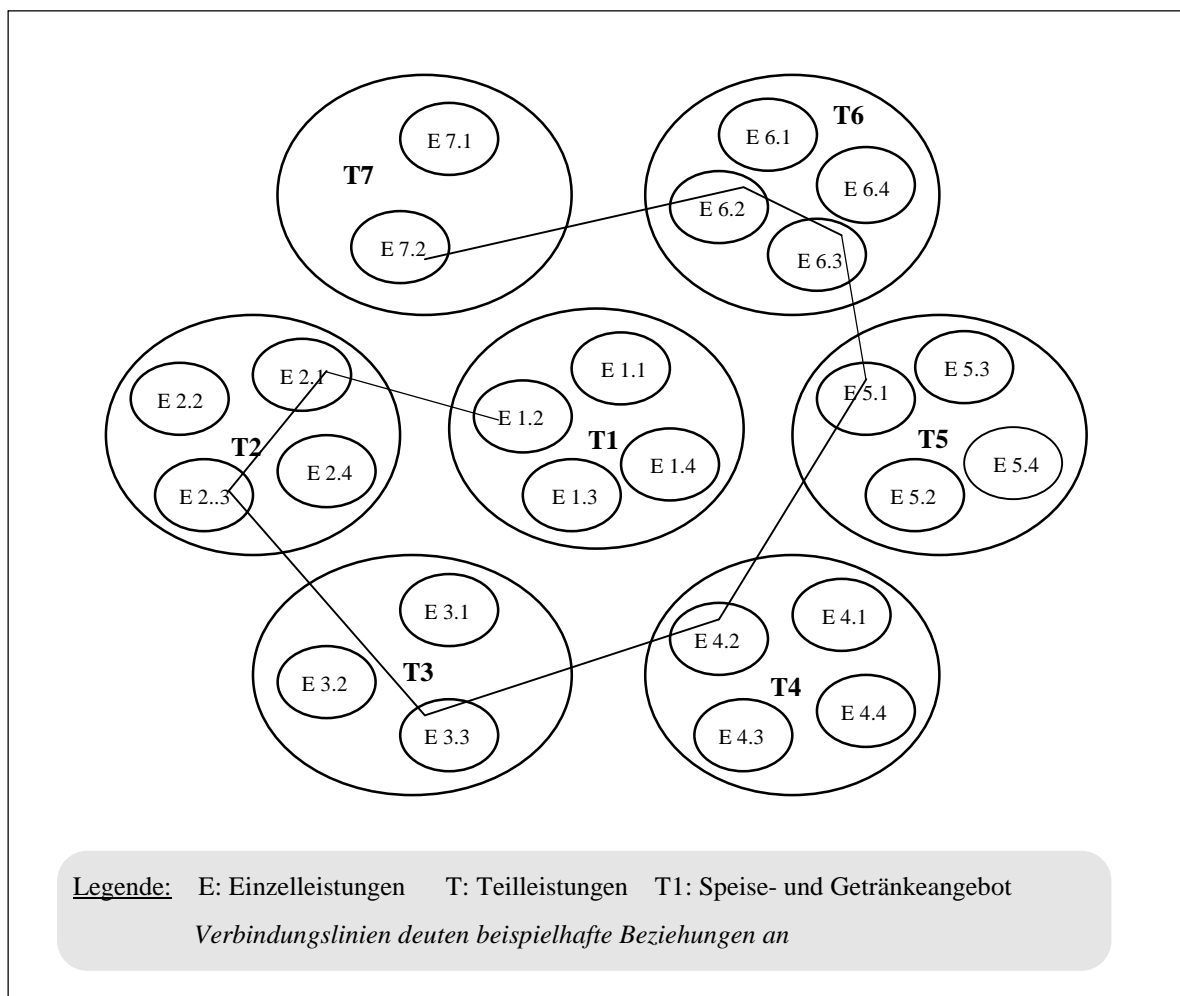 T6
E 7.1
E 6.1
T7
E 6.4
E 6.2
E 7.2
E 6.3
E 1.1
E 5.3
E 2.1
E 2.2
E 5.1
E 1.2
T2
T1
T5
E 2.4
E 1.4
E 5.4
E 2..3
E 1.3
E 5.2
E 3.1
E 4.1
E 4.2
T3
E 3.2
T4
E 4.4
E 3.3
E 4.3
Legende: E: Einzelleistungen T: Teilleistungen T1: Speise- und Getränkeangebot
Verbindungslinien deuten beispielhafte Beziehungen an